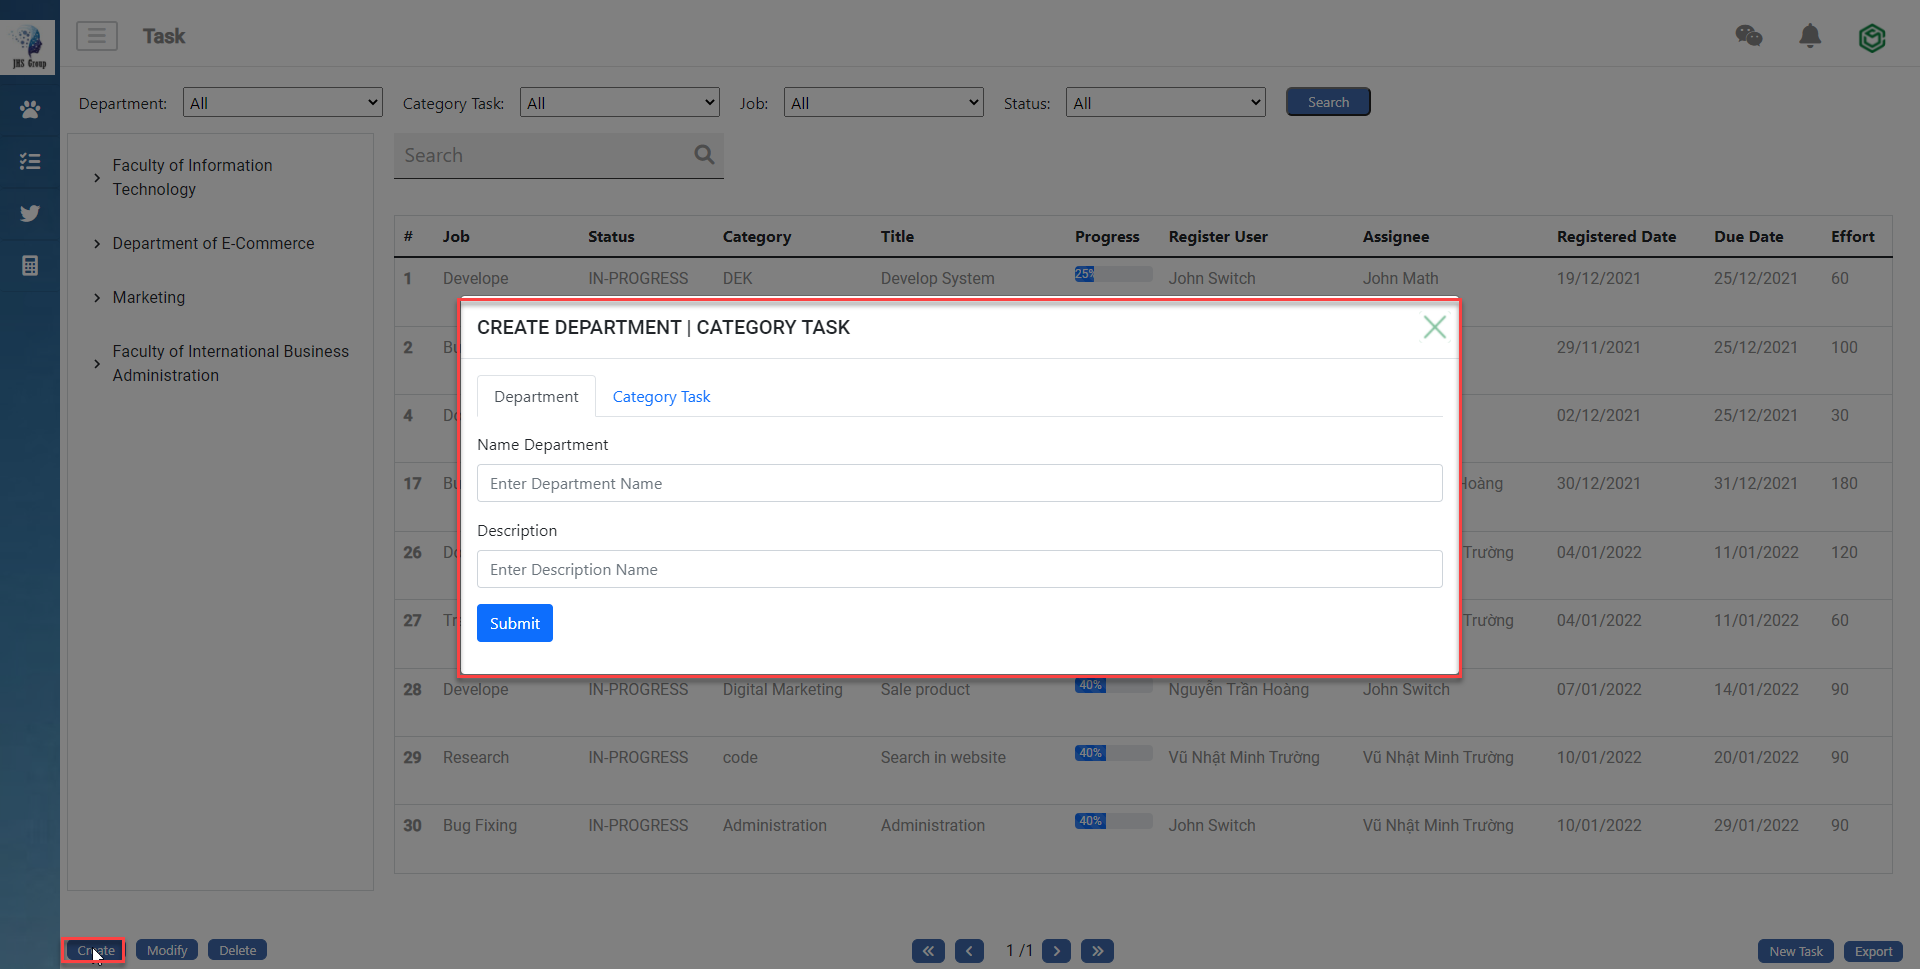 JRS Group
Task
Department: All Category Task: All Job: All Status: All Search
Faculty of Information
Technology
Department of E-Commerce
Marketing
Faculty of International Business
Administration
Search
# Job Status Category Title Progress Register User Assignee Registered Date Due Date Effort
1 Develope IN-PROGRESS DEK Develop System 25% John Switch John Math 19/12/2021 25/12/2021 60
2 29/11/2021 25/12/2021 100
4 02/12/2021 25/12/2021 30
17 Hoàng 30/12/2021 31/12/2021 180
26 Trường 04/01/2022 11/01/2022 120
27 Trường 04/01/2022 11/01/2022 60
28 Develope IN-PROGRESS Digital Marketing Sale product 40% Nguyễn Trần Hoàng John Switch 07/01/2022 14/01/2022 90
29 Research IN-PROGRESS code Search in website 40% Vũ Nhật Minh Trường Vũ Nhật Minh Trường 10/01/2022 20/01/2022 90
30 Bug Fixing IN-PROGRESS Administration Administration 40% John Switch Vũ Nhật Minh Trường 10/01/2022 29/01/2022 90
CREATE DEPARTMENT | CATEGORY TASK
Department Category Task
Name Department
Enter Department Name
Description
Enter Description Name
Submit
Create Modify Delete
« ‹ 1 /1 › »
New Task Export